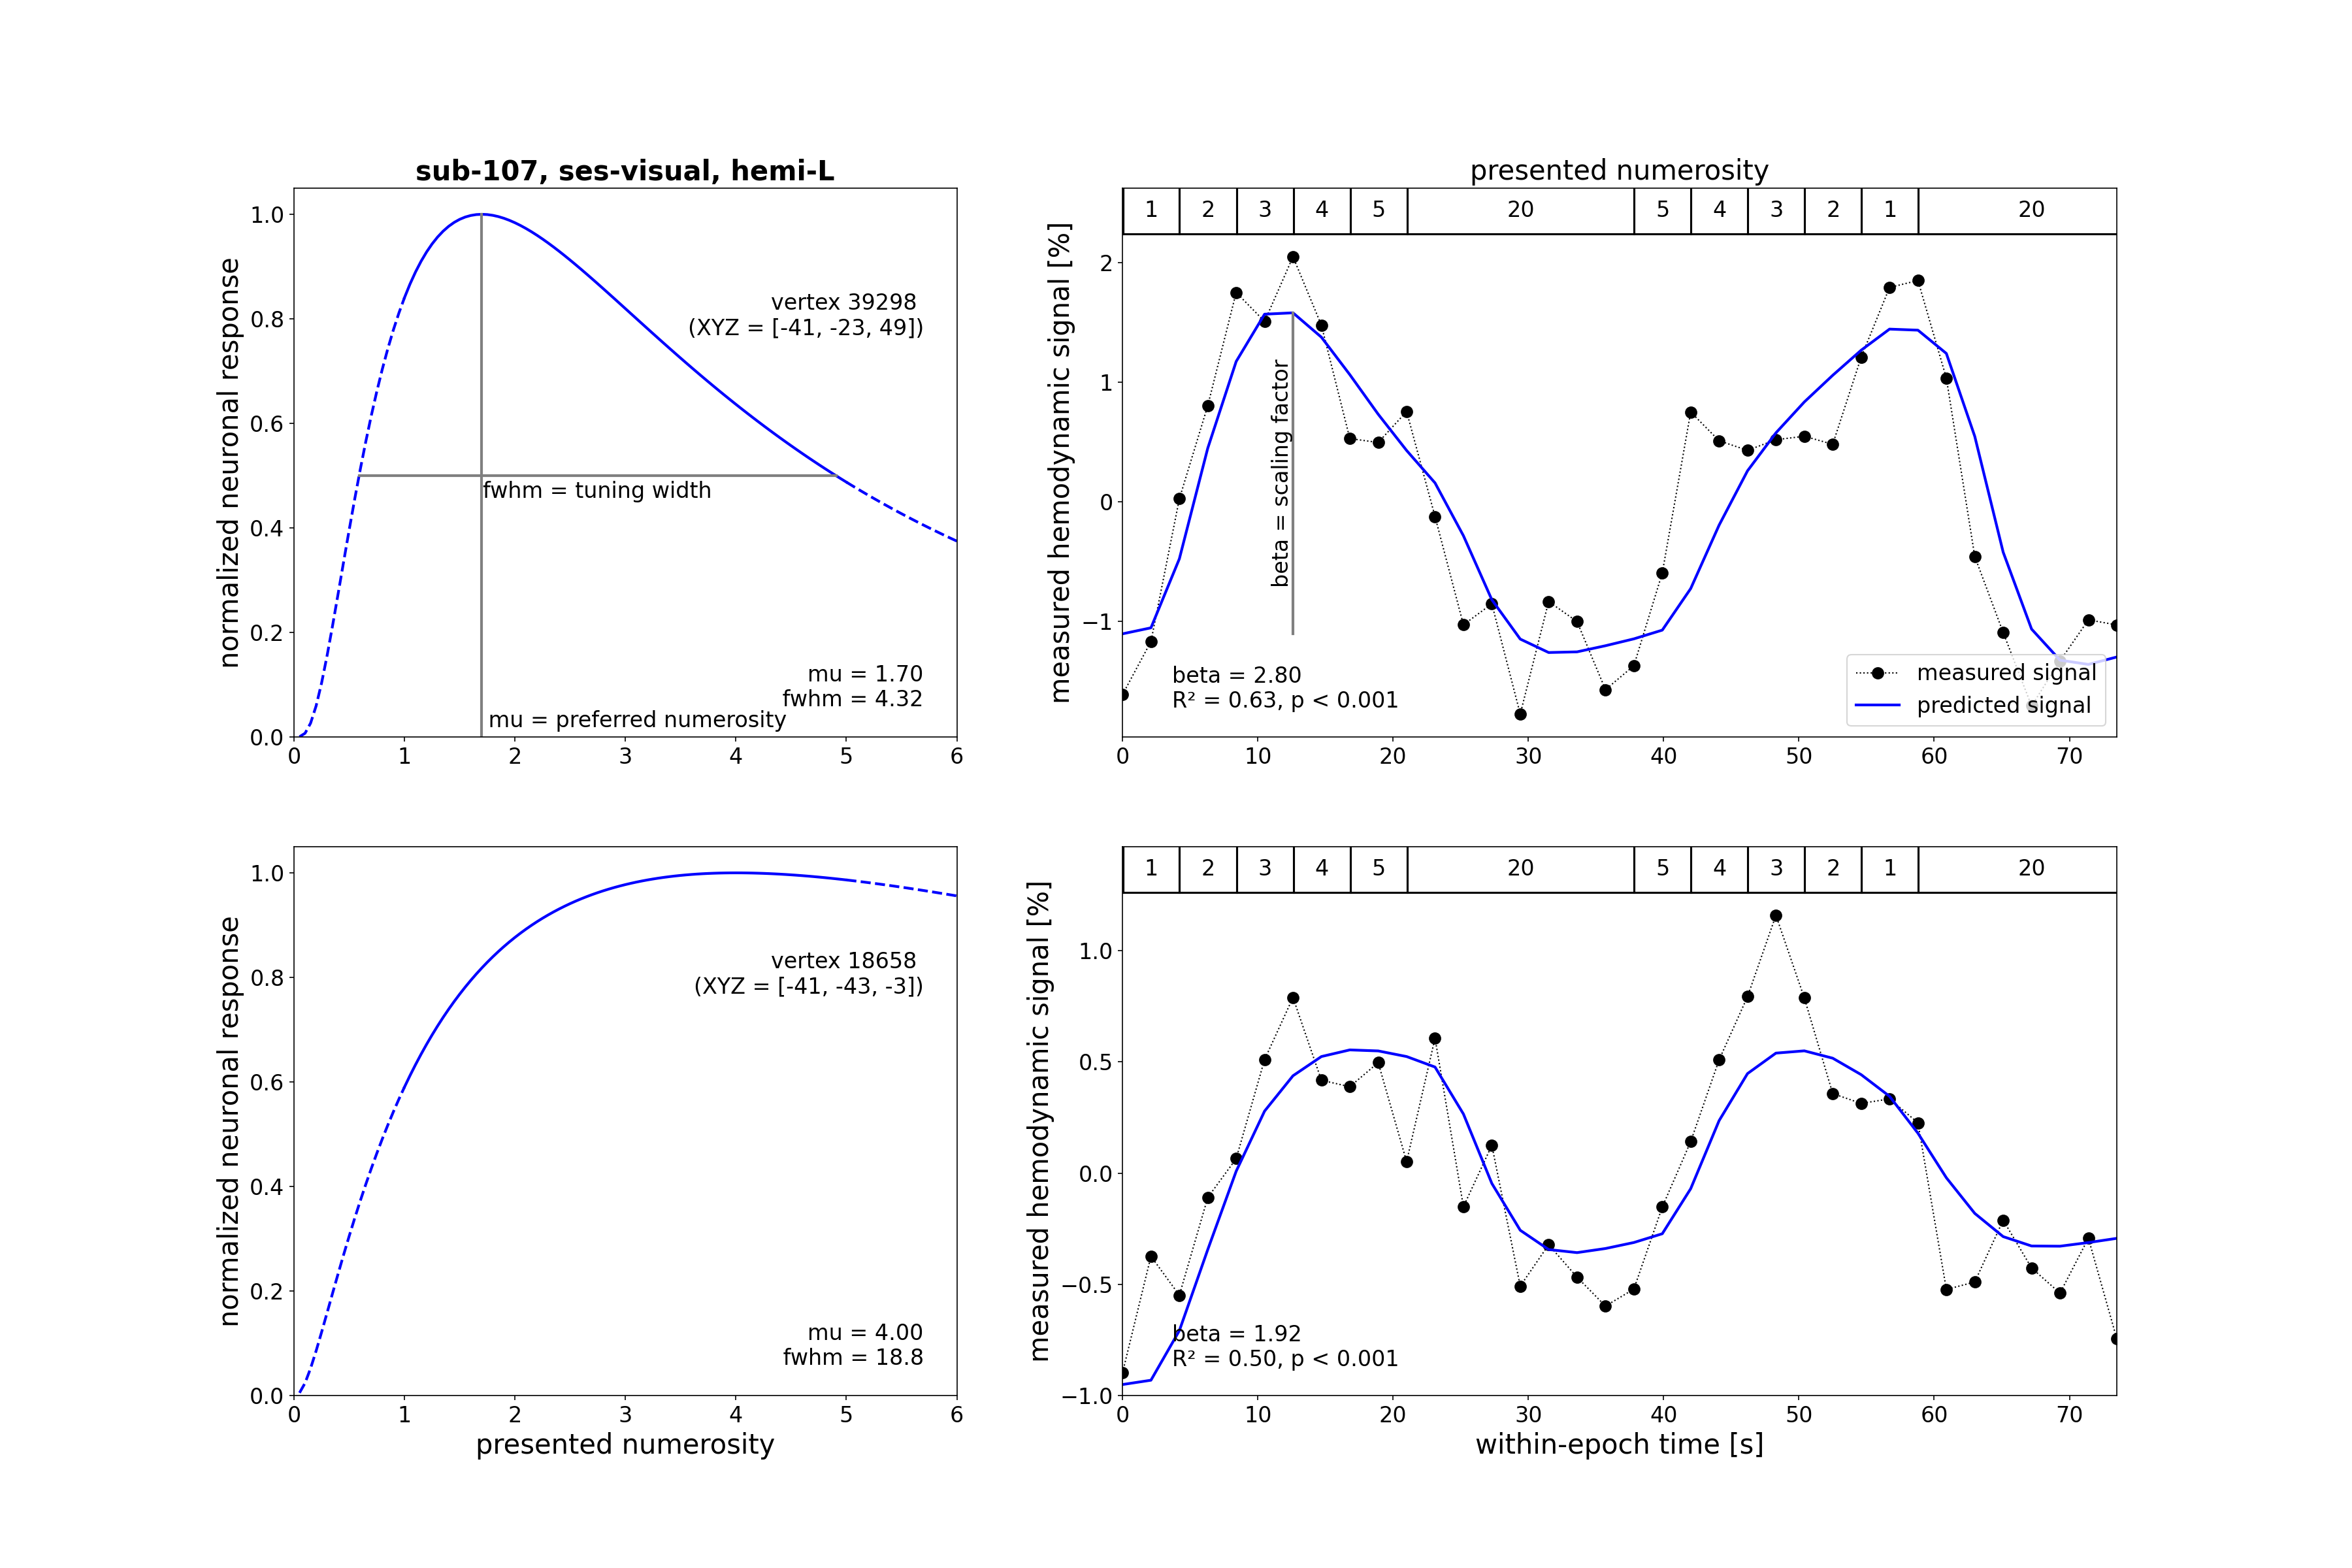 sub-107, ses-visual, hemi-L
normalized neuronal response
1.0
0.8
0.6
0.4
0.2
0.0
vertex 39298
(XYZ = [-41, -23, 49])
fwhm = tuning width
mu = 1.70
fwhm = 4.32
mu = preferred numerosity
0 1 2 3 4 5 6
presented numerosity
1 2 3 4 5 20 5 4 3 2 1 20
measured hemodynamic signal [%]
2
1
0
−1
beta = scaling factor
beta = 2.80
R² = 0.63, p < 0.001
measured signal
predicted signal
0 10 20 30 40 50 60 70
normalized neuronal response
1.0
0.8
0.6
0.4
0.2
0.0
vertex 18658
(XYZ = [-41, -43, -3])
mu = 4.00
fwhm = 18.8
0 1 2 3 4 5 6
presented numerosity
1 2 3 4 5 20 5 4 3 2 1 20
measured hemodynamic signal [%]
1.0
0.5
0.0
−0.5
−1.0
beta = 1.92
R² = 0.50, p < 0.001
0 10 20 30 40 50 60 70
within-epoch time [s]